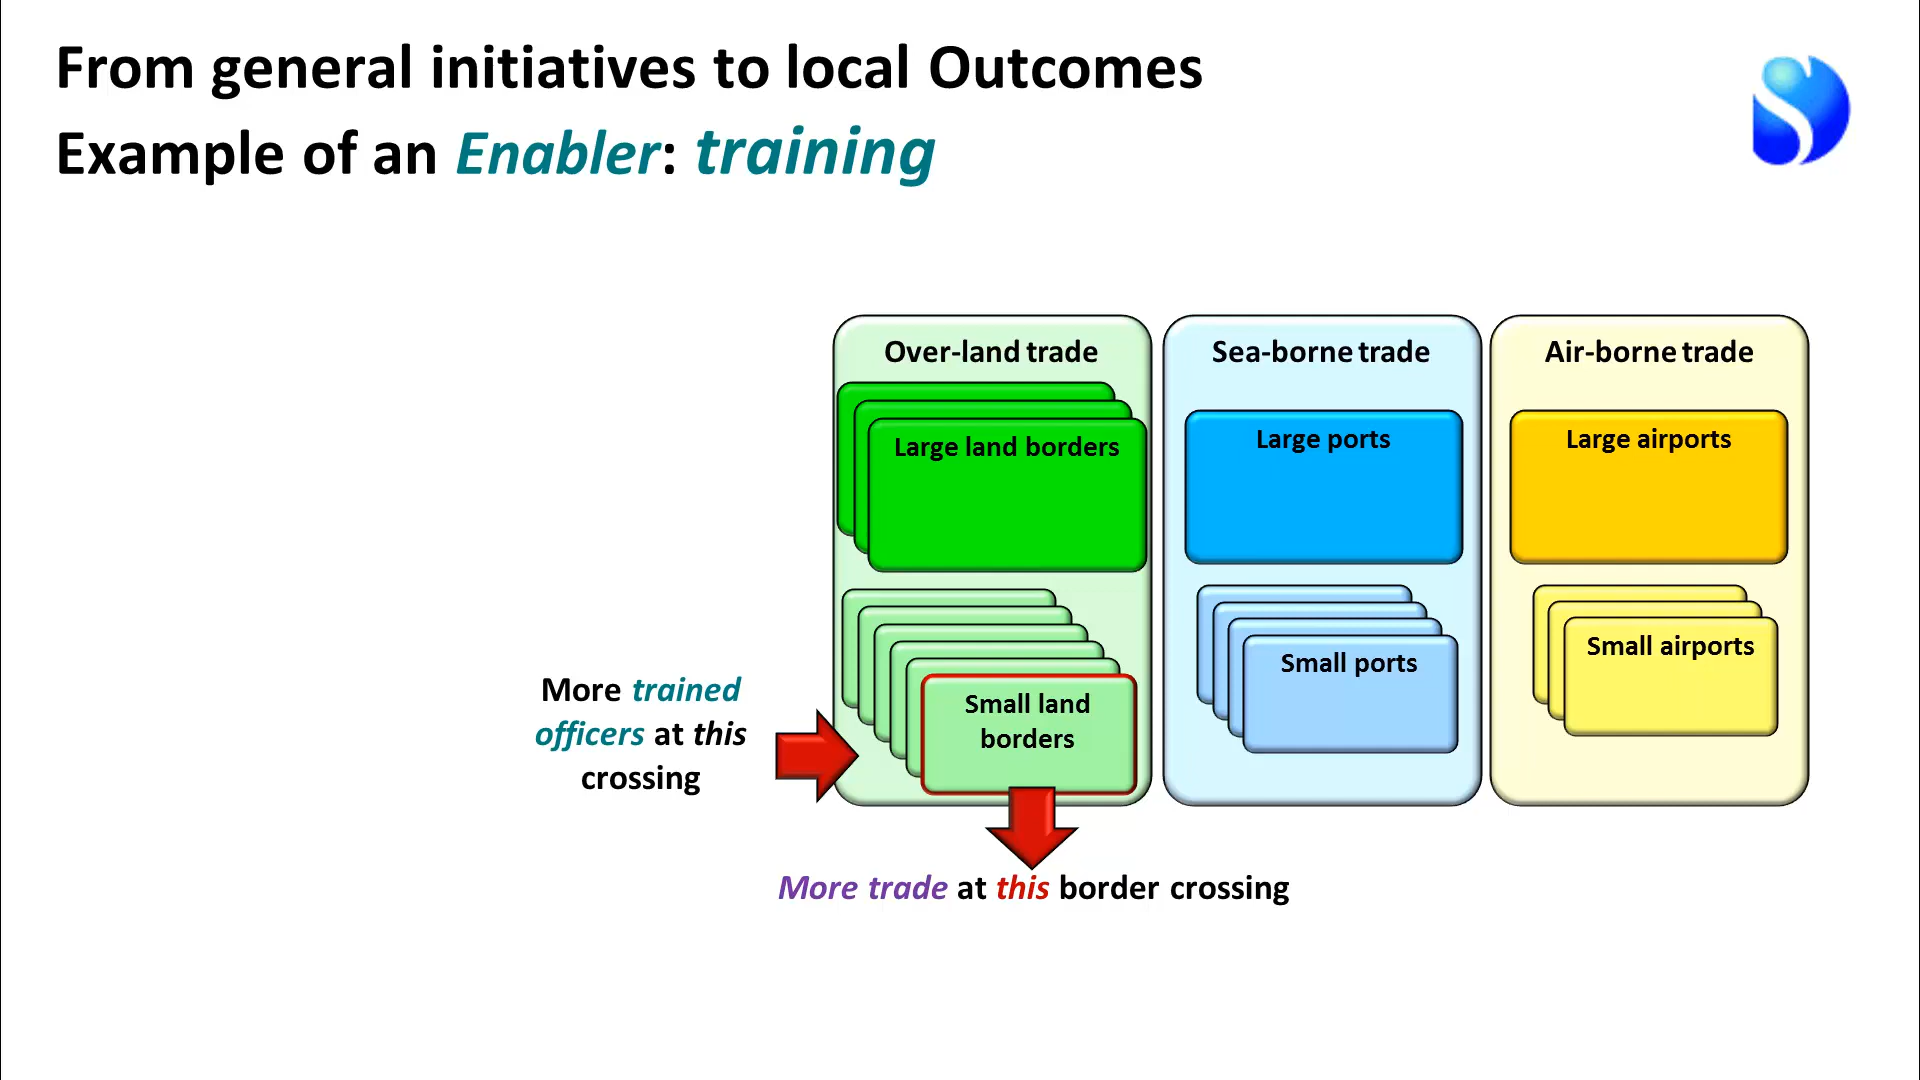 From general initiatives to local Outcomes
Example of an Enabler: training
Over-land trade
Large land borders
Small land
borders
Sea-borne trade
Large ports
Small ports
Air-borne trade
Large airports
Small airports
More trained
officers at this
crossing
More trade at this border crossing